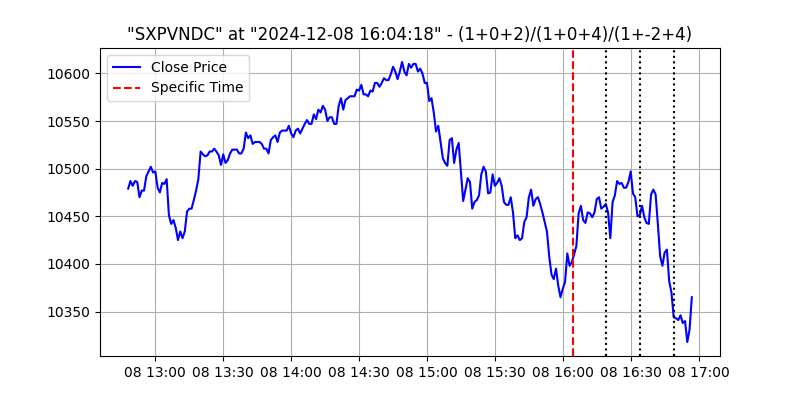 "SXPVNDC" at "2024-12-08 16:04:18" - (1+0+2)/(1+0+4)/(1+-2+4)
Close Price
Specific Time
10600
10550
10500
10450
10400
10350
08 13:00 08 13:30 08 14:00 08 14:30 08 15:00 08 15:30 08 16:00 08 16:30 08 17:00